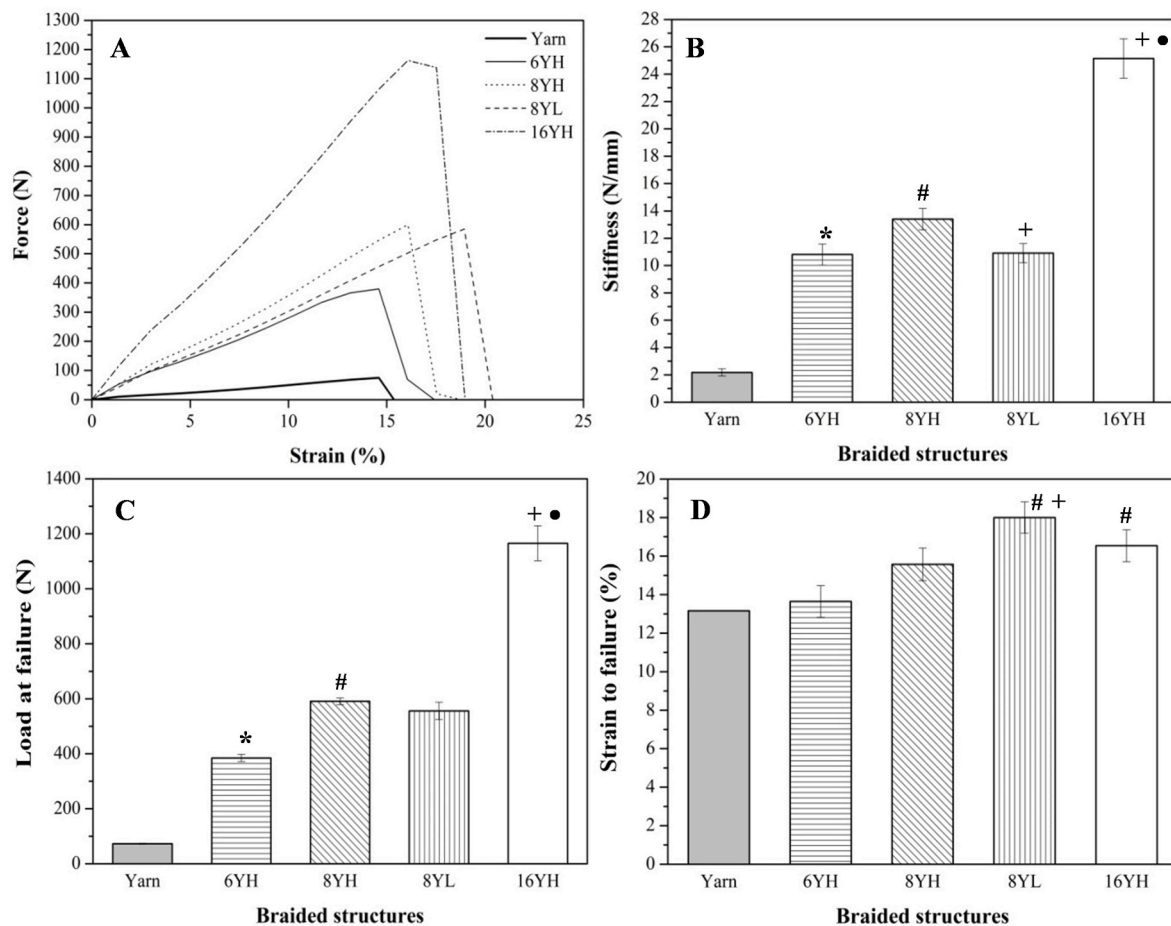 A
1300
1200
1100
1000
900
800
700
600
500
400
300
200
100
0
Force (N)
0 5 10 15 20 25
Strain (%)
Yarn
6YH
8YH
8YL
16YH
B
28
26
24
22
20
18
16
14
12
10
8
6
4
2
0
Stiffness (N/mm)
*
#
+
+ •
Yarn 6YH 8YH 8YL 16YH
Braided structures
C
1400
1200
1000
800
600
400
200
0
Load at failure (N)
*
#
+ •
Yarn 6YH 8YH 8YL 16YH
Braided structures
D
20
18
16
14
12
10
8
6
4
2
0
Strain to failure (%)
# +
#
Yarn 6YH 8YH 8YL 16YH
Braided structures